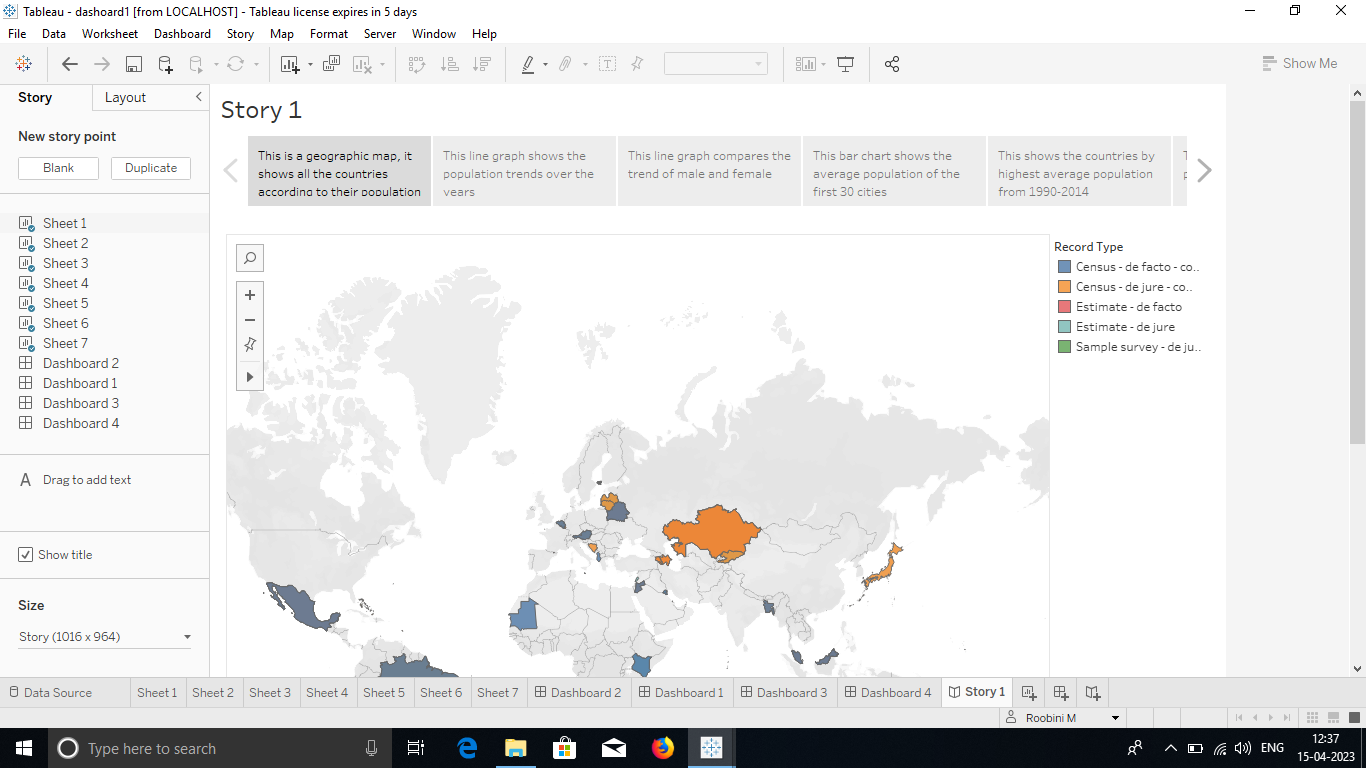 Tableau - dashoard1 [from LOCALHOST] - Tableau license expires in 5 days
File Data Worksheet Dashboard Story Map Format Server Window Help
Show Me
Story Layout
New story point
Blank Duplicate
Sheet 1
Sheet 2
Sheet 3
Sheet 4
Sheet 5
Sheet 6
Sheet 7
Dashboard 2
Dashboard 1
Dashboard 3
Dashboard 4
A Drag to add text
Show title
Size
Story (1016 x 964)
Story 1
This is a geographic map, it
shows all the countries
according to their population
This line graph shows the
population trends over the
years
This line graph compares the
trend of male and female
This bar chart shows the
average population of the
first 30 cities
This shows the countries by
highest average population
from 1990-2014
Record Type
Census - de facto - co..
Census - de jure - co..
Estimate - de facto
Estimate - de jure
Sample survey - de ju..
Data Source Sheet 1 Sheet 2 Sheet 3 Sheet 4 Sheet 5 Sheet 6 Sheet 7 Dashboard 2 Dashboard 1 Dashboard 3 Dashboard 4 Story 1
Roobini M
Type here to search
ENG
12:37
15-04-2023